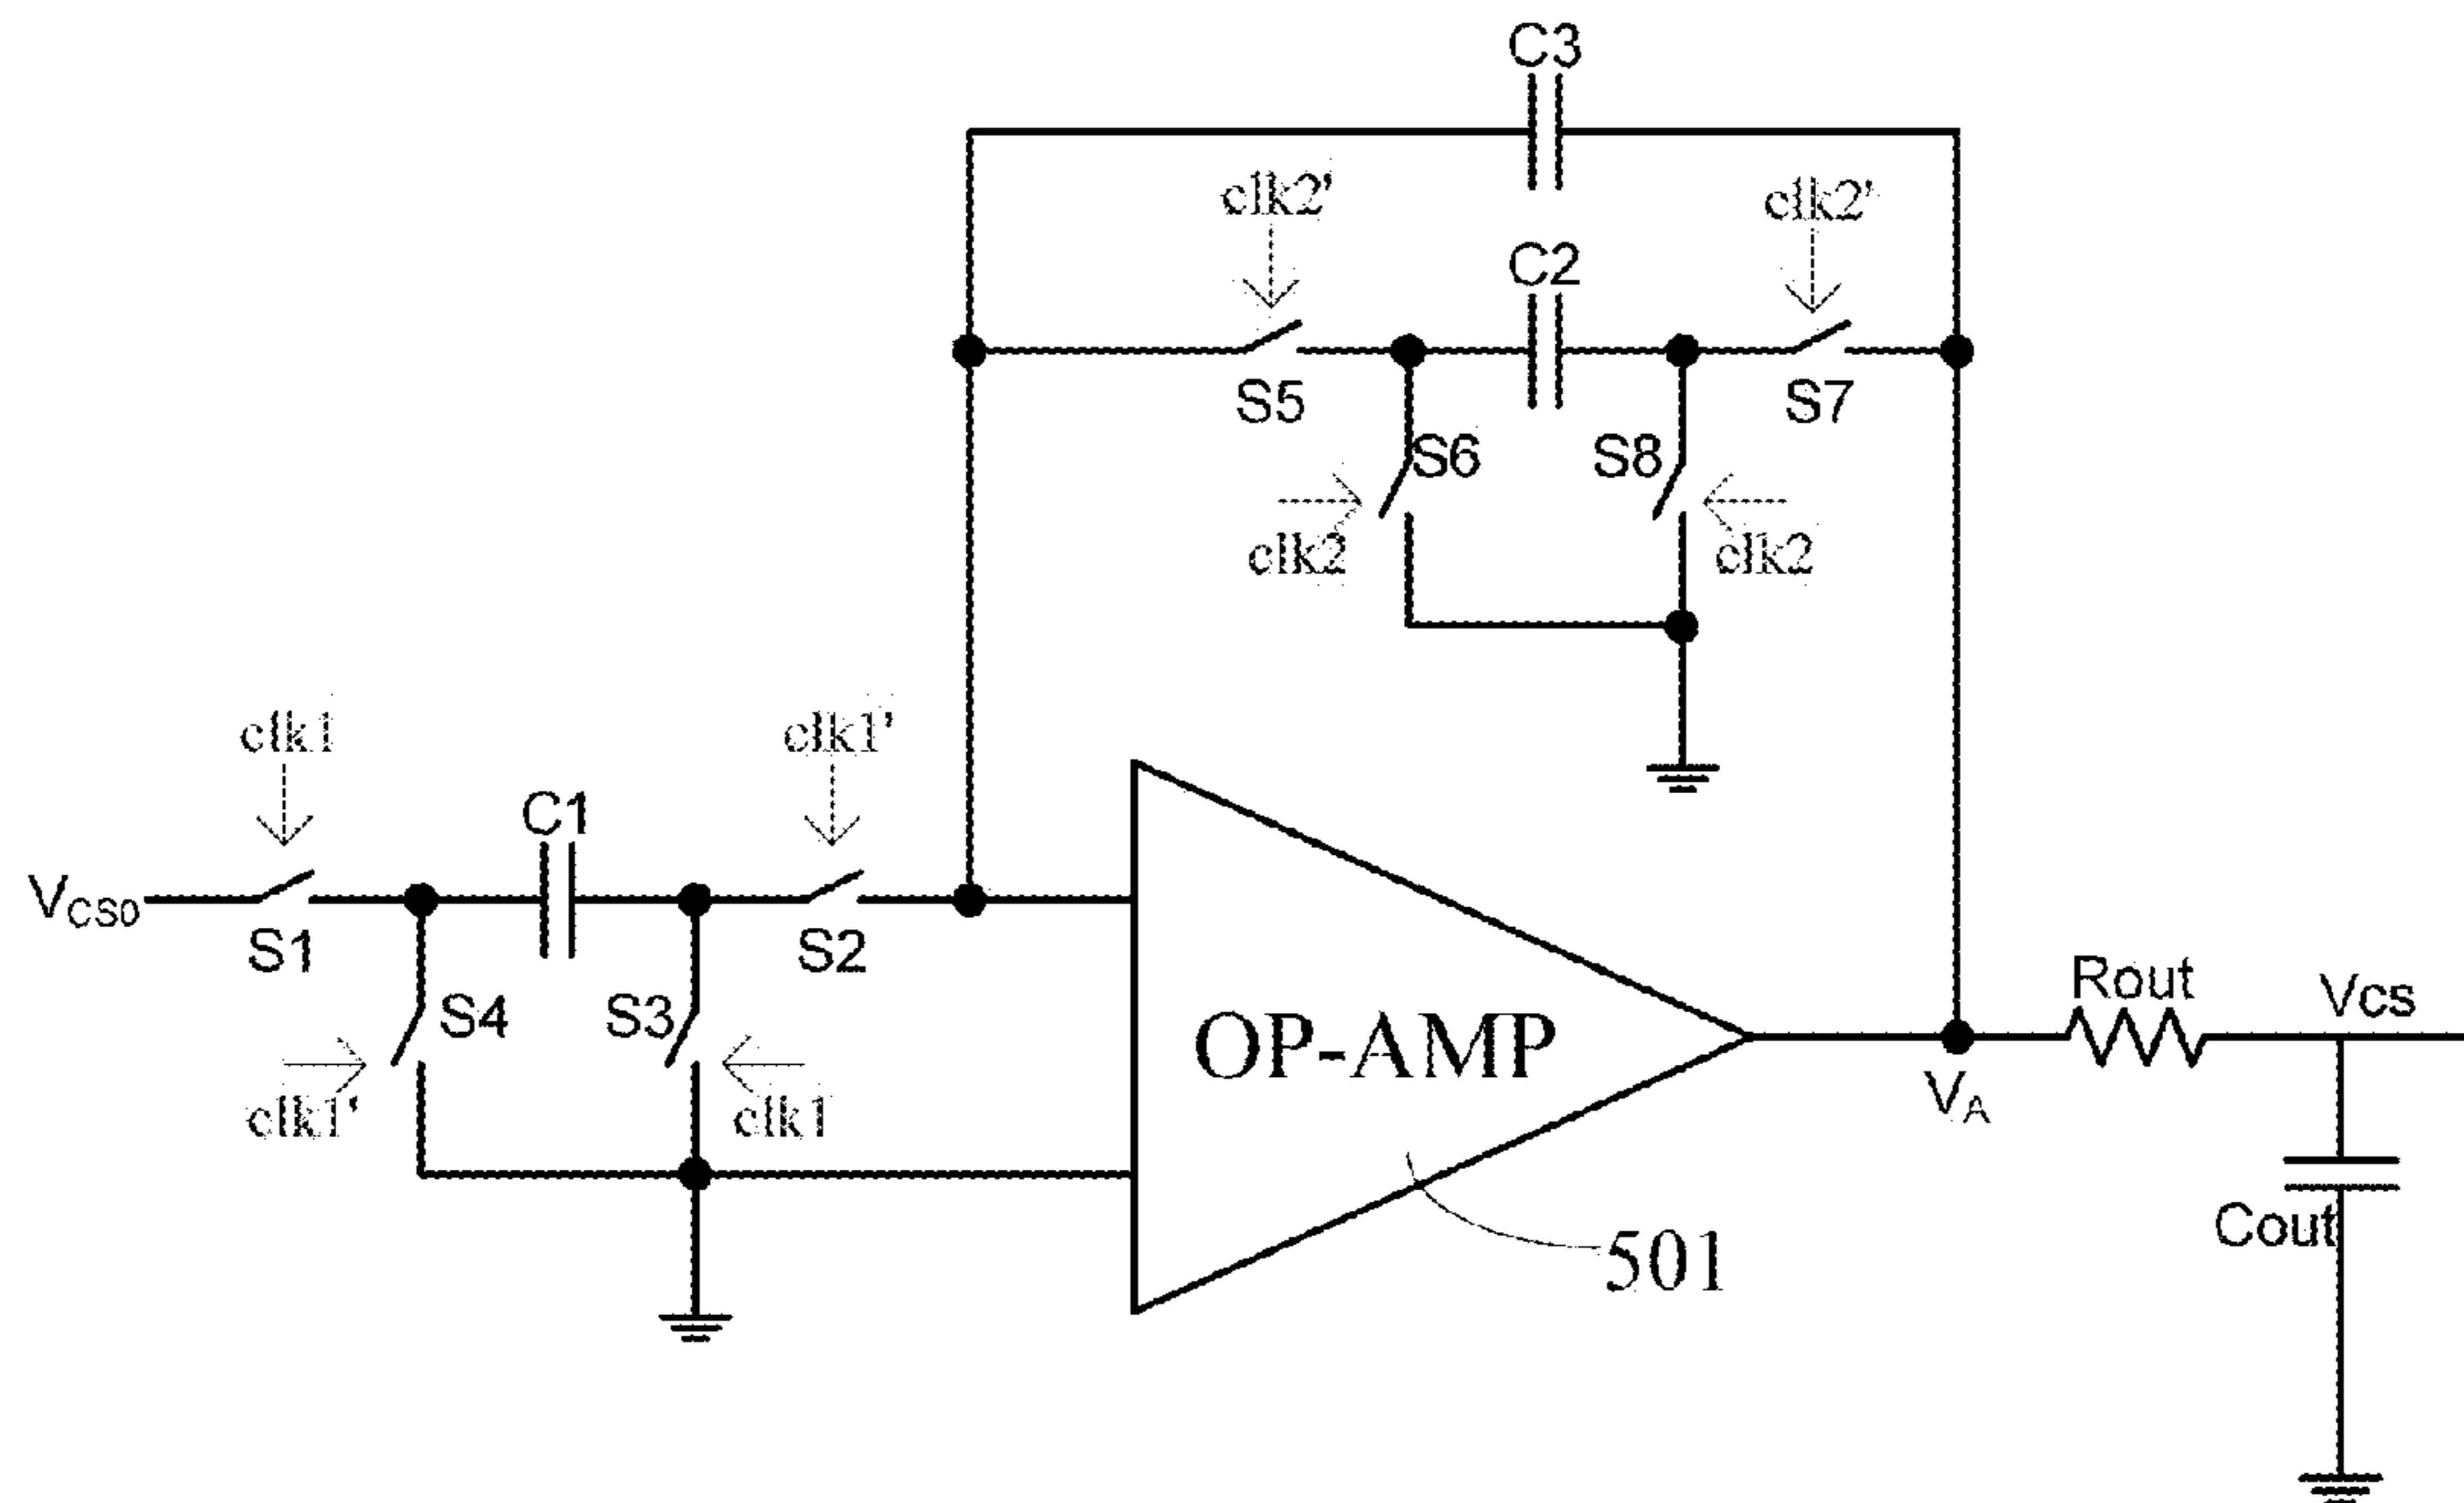 C3
clk2'
clk2'
C2
S5
S7
S6
S8
clk2
clk2
clk1
clk1'
C1
VCS0
S1
S2
S4
S3
clk1'
clk1
OP-AMP
Rout
Vcs
VA
Cout
501